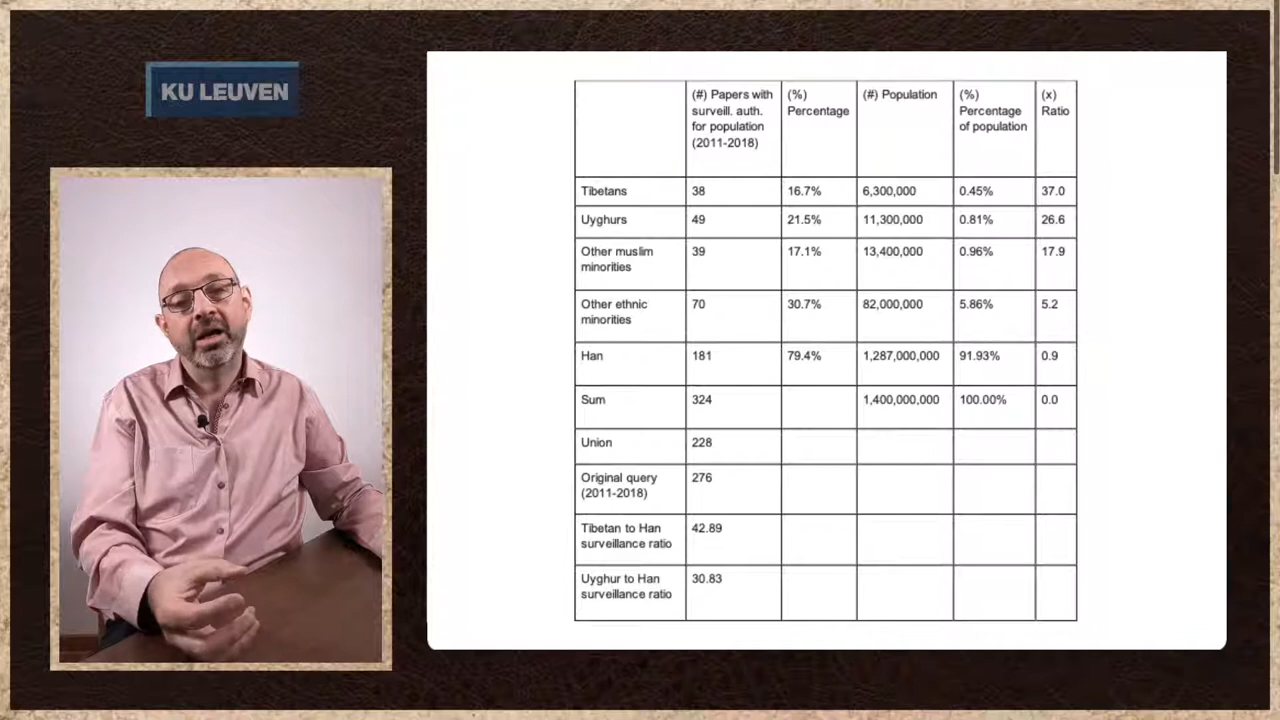 KU LEUVEN
(#) Papers with surveill. auth. for population (2011-2018) (%) Percentage (#) Population (%) Percentage of population (x) Ratio
Tibetans 38 16.7% 6,300,000 0.45% 37.0
Uyghurs 49 21.5% 11,300,000 0.81% 26.6
Other muslim minorities 39 17.1% 13,400,000 0.96% 17.9
Other ethnic minorities 70 30.7% 82,000,000 5.86% 5.2
Han 181 79.4% 1,287,000,000 91.93% 0.9
Sum 324 1,400,000,000 100.00% 0.0
Union 228
Original query (2011-2018) 276
Tibetan to Han surveillance ratio 42.89
Uyghur to Han surveillance ratio 30.83